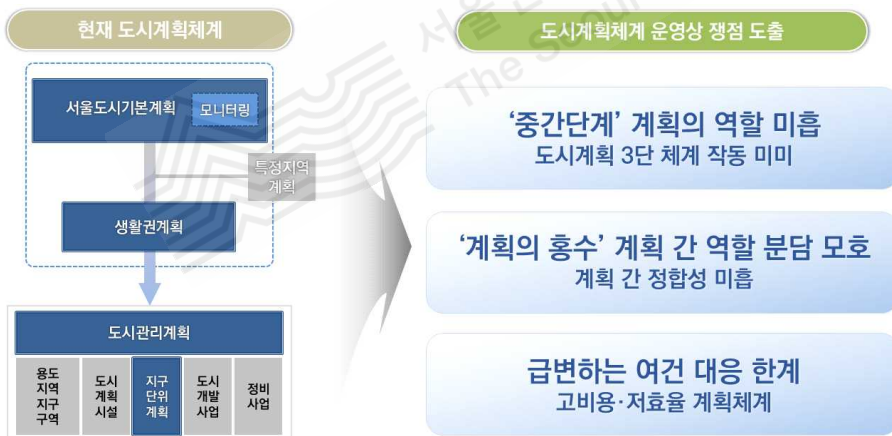 현재 도시계획체계
서울도시기본계획
모니터링
특정지역
계획
생활권계획
도시관리계획
용도
지역
지구
구역
도시
계획
시설
지구
단위
계획
도시
개발
사업
정비
사업
도시계획체계 운영상 쟁점 도출
‘중간단계’ 계획의 역할 미흡
도시계획 3단 체계 작동 미미
‘계획의 홍수’ 계획 간 역할 분담 모호
계획 간 정합성 미흡
급변하는 여건 대응 한계
고비용·저효율 계획체계
The Seoul